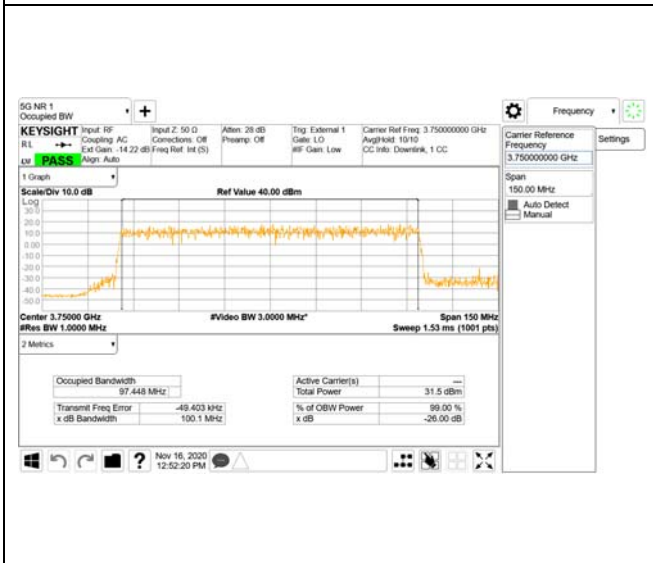 5G NR 1
Occupied BW
+
Frequency
KEYSIGHT Input: RF Input Z: 50 Ω Atten: 28 dB Trig: External 1 Carrier Ref Freq: 3.750000000 GHz
RL Coupling: AC Corrections: Off Preamp: Off Gate: LO Avg|Hold: 10/10
Ext Gain: -14.22 dB Freq Ref: Int (S) #IF Gain: Low CC Info: Downlink, 1 CC
PASS Align: Auto
Carrier Reference
Frequency
3.750000000 GHz
Settings
Span
150.00 MHz
Auto Detect
Manual
1 Graph
Scale/Div 10.0 dB Ref Value 40.00 dBm
Log
30.0
20.0
10.0
0.00
-10.0
-20.0
-30.0
-40.0
-50.0
Center 3.75000 GHz #Video BW 3.0000 MHz* Span 150 MHz
#Res BW 1.0000 MHz Sweep 1.53 ms (1001 pts)
2 Metrics
Occupied Bandwidth Active Carrier(s) ---
97.448 MHz Total Power 31.5 dBm
Transmit Freq Error -49.403 kHz % of OBW Power 99.00 %
x dB Bandwidth 100.1 MHz x dB -26.00 dB
? Nov 16, 2020
12:52:20 PM